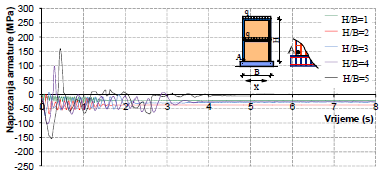 Naprezanja armature (MPa)
300
250
200
150
100
50
0
-50
-100
-150
-200
-250
0 1 2 3 4 5 6 7 8
Vrijeme (s)
q
q
H
A
B
x
H/B=1
H/B=2
H/B=3
H/B=4
H/B=5